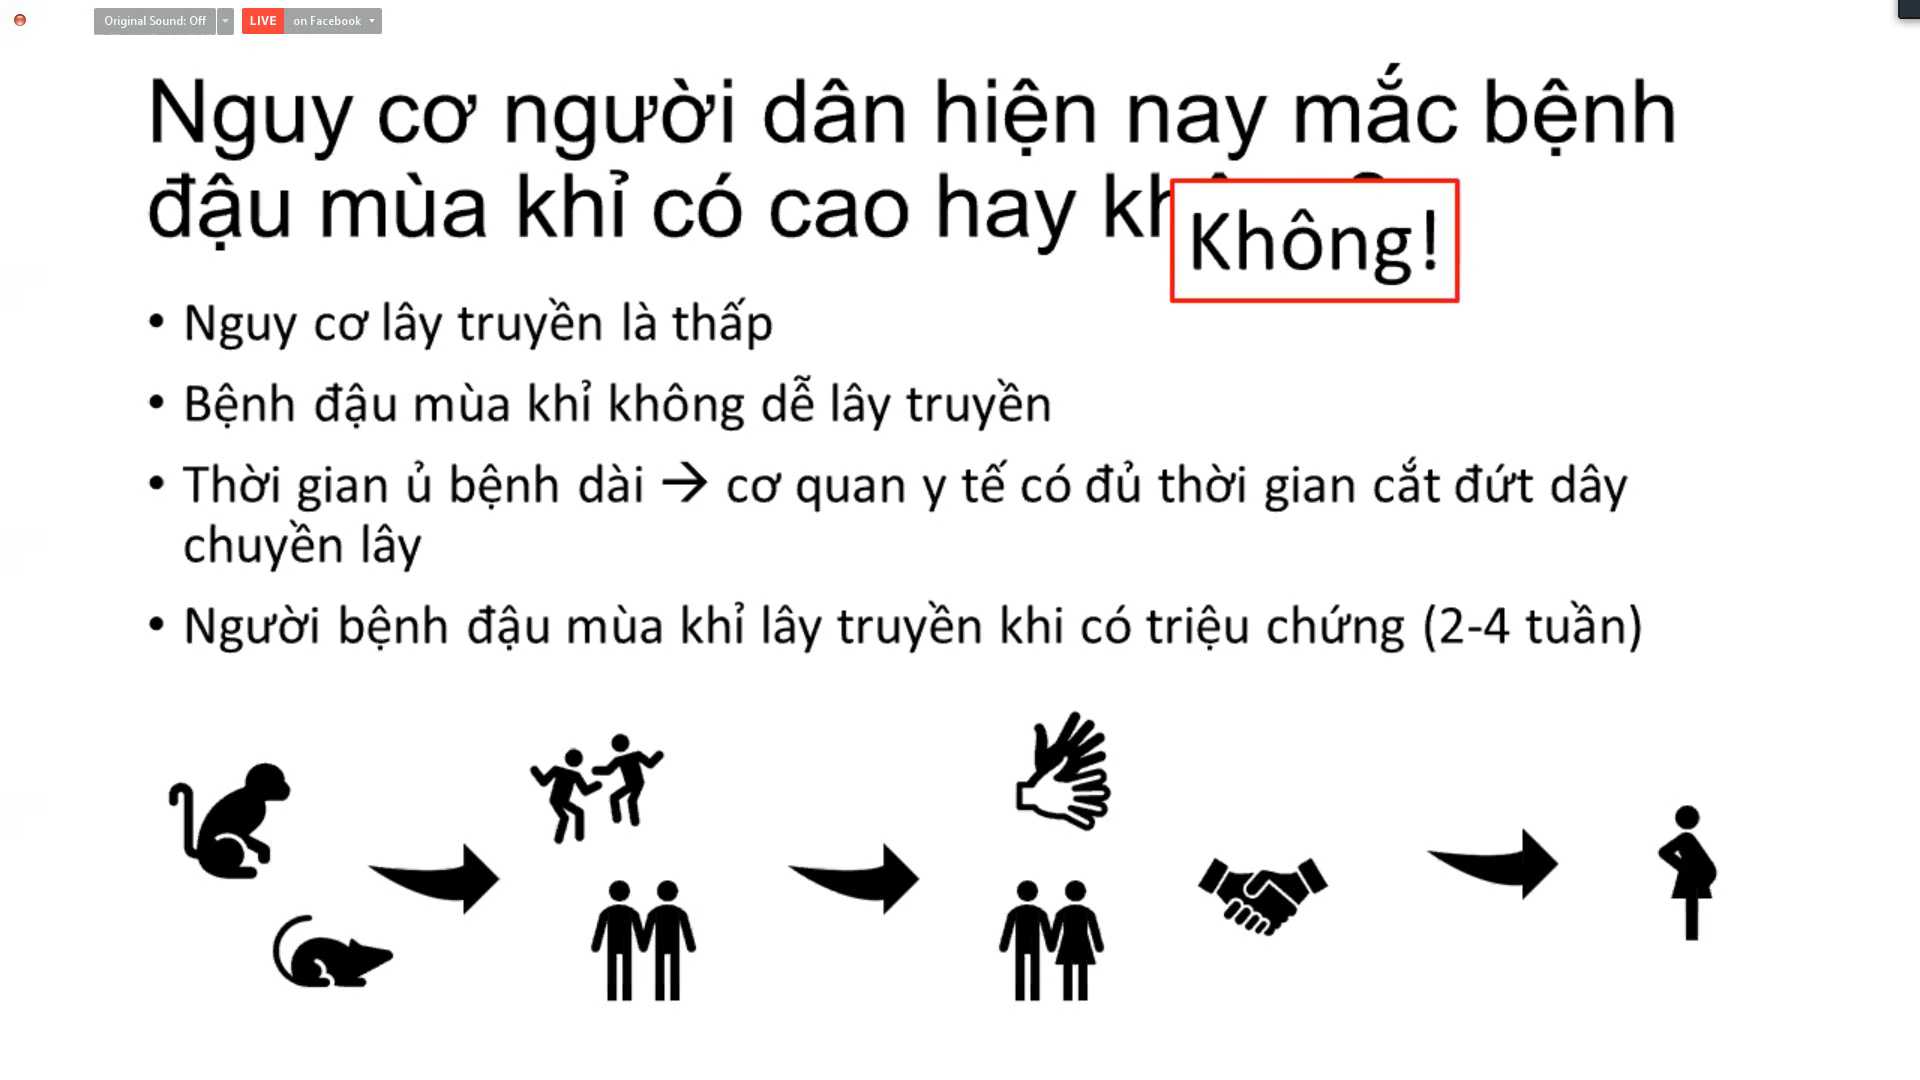 Original Sound: Off
LIVE on Facebook
Nguy cơ người dân hiện nay mắc bệnh
đậu mùa khỉ có cao hay
Không!
• Nguy cơ lây truyền là thấp
• Bệnh đậu mùa khỉ không dễ lây truyền
• Thời gian ủ bệnh dài → cơ quan y tế có đủ thời gian cắt đứt dây
chuyền lây
• Người bệnh đậu mùa khỉ lây truyền khi có triệu chứng (2-4 tuần)